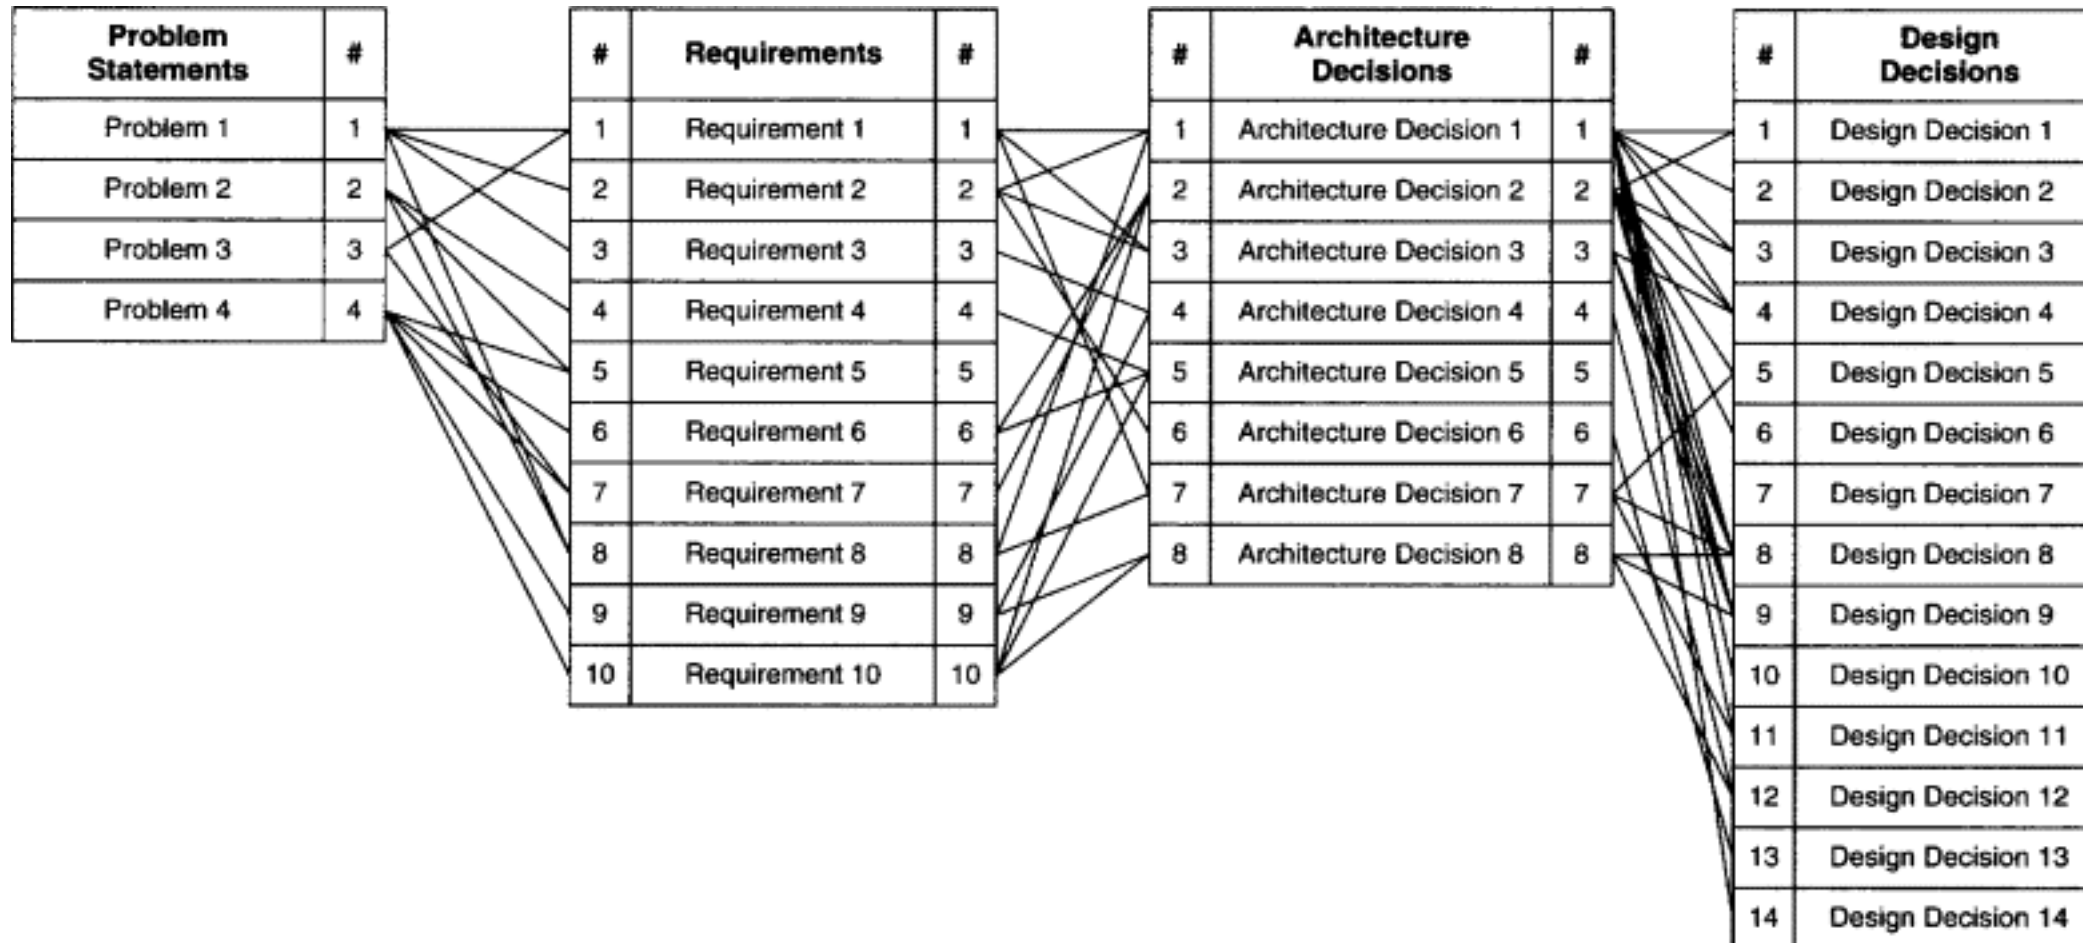 Problem
Statements
#
Problem 1 1
Problem 2 2
Problem 3 3
Problem 4 4
# Requirements #
1 Requirement 1 1
2 Requirement 2 2
3 Requirement 3 3
4 Requirement 4 4
5 Requirement 5 5
6 Requirement 6 6
7 Requirement 7 7
8 Requirement 8 8
9 Requirement 9 9
10 Requirement 10 10
#
Architecture
Decisions
#
1 Architecture Decision 1 1
2 Architecture Decision 2 2
3 Architecture Decision 3 3
4 Architecture Decision 4 4
5 Architecture Decision 5 5
6 Architecture Decision 6 6
7 Architecture Decision 7 7
8 Architecture Decision 8 8
#
Design
Decisions
1 Design Decision 1
2 Design Decision 2
3 Design Decision 3
4 Design Decision 4
5 Design Decision 5
6 Design Decision 6
7 Design Decision 7
8 Design Decision 8
9 Design Decision 9
10 Design Decision 10
11 Design Decision 11
12 Design Decision 12
13 Design Decision 13
14 Design Decision 14